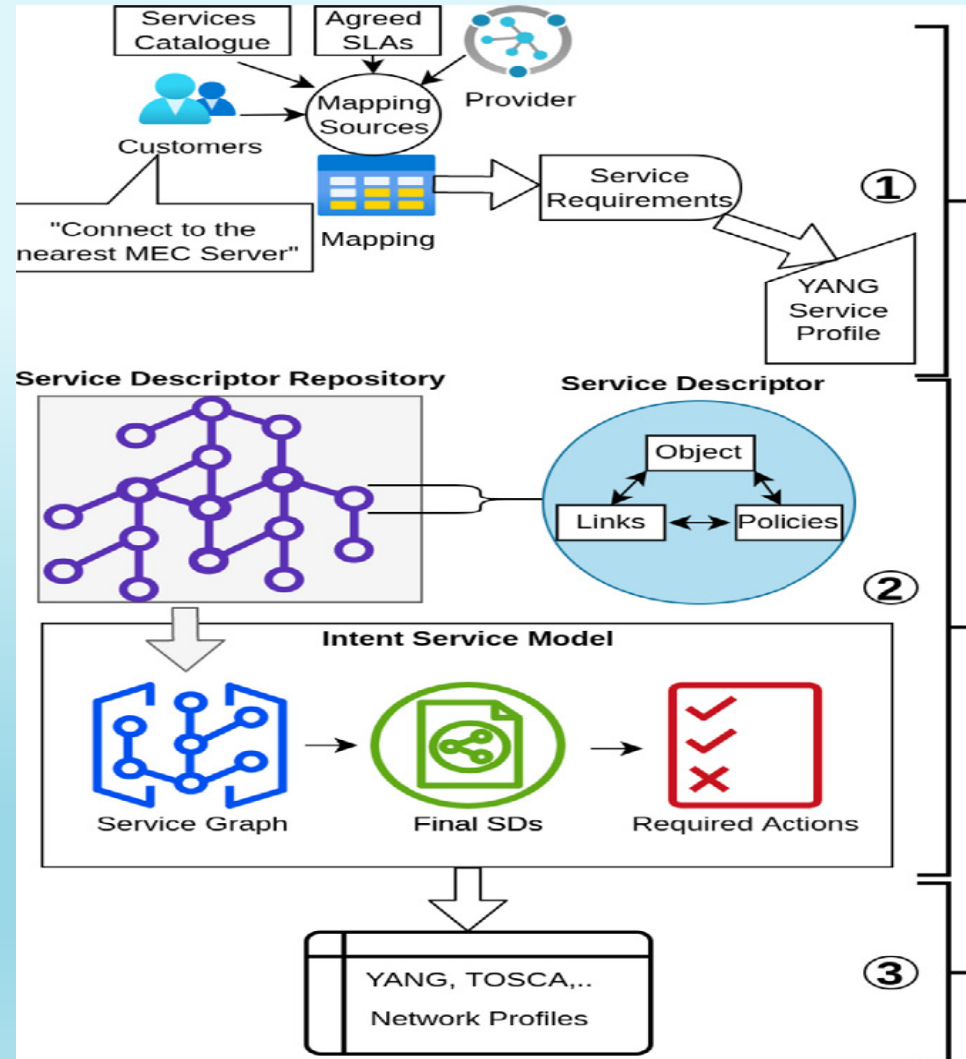 Services
Catalogue
Agreed
SLAs
Provider
Mapping
Sources
Customers
"Connect to the
nearest MEC Server"
Mapping
Service
Requirements
1
YANG
Service
Profile
Service Descriptor Repository
Service Descriptor
Object
Links
Policies
2
Intent Service Model
Service Graph
Final SDs
Required Actions
YANG, TOSCA,..
Network Profiles
3